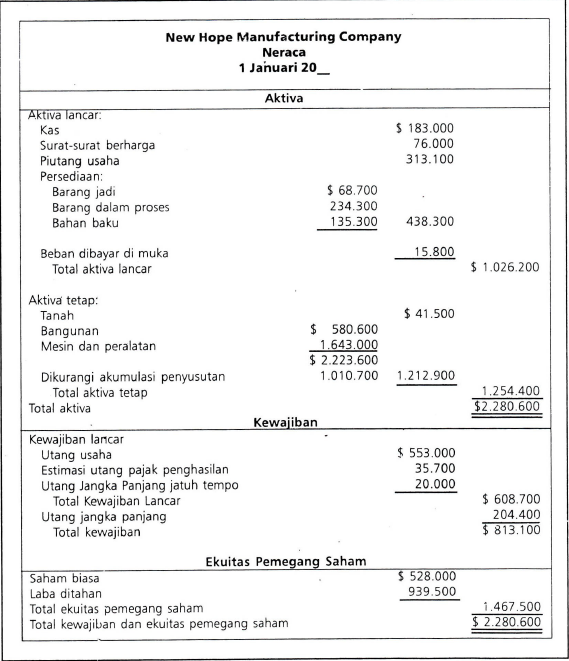 New Hope Manufacturing Company
Neraca
1 Januari 20__
Aktiva
Aktiva lancar:
Kas $ 183.000
Surat-surat berharga 76.000
Piutang usaha 313.100
Persediaan:
Barang jadi $ 68.700
Barang dalam proses 234.300
Bahan baku 135.300 438.300
Beban dibayar di muka 15.800
Total aktiva lancar $ 1.026.200
Aktiva tetap:
Tanah $ 41.500
Bangunan $ 580.600
Mesin dan peralatan 1.643.000
$ 2.223.600
Dikurangi akumulasi penyusutan 1.010.700 1.212.900
Total aktiva tetap 1.254.400
Total aktiva $2.280.600
Kewajiban
Kewajiban lancar
Utang usaha $ 553.000
Estimasi utang pajak penghasilan 35.700
Utang Jangka Panjang jatuh tempo 20.000
Total Kewajiban Lancar $ 608.700
Utang jangka panjang 204.400
Total kewajiban $ 813.100
Ekuitas Pemegang Saham
Saham biasa $ 528.000
Laba ditahan 939.500
Total ekuitas pemegang saham 1.467.500
Total kewajiban dan ekuitas pemegang saham $ 2.280.600